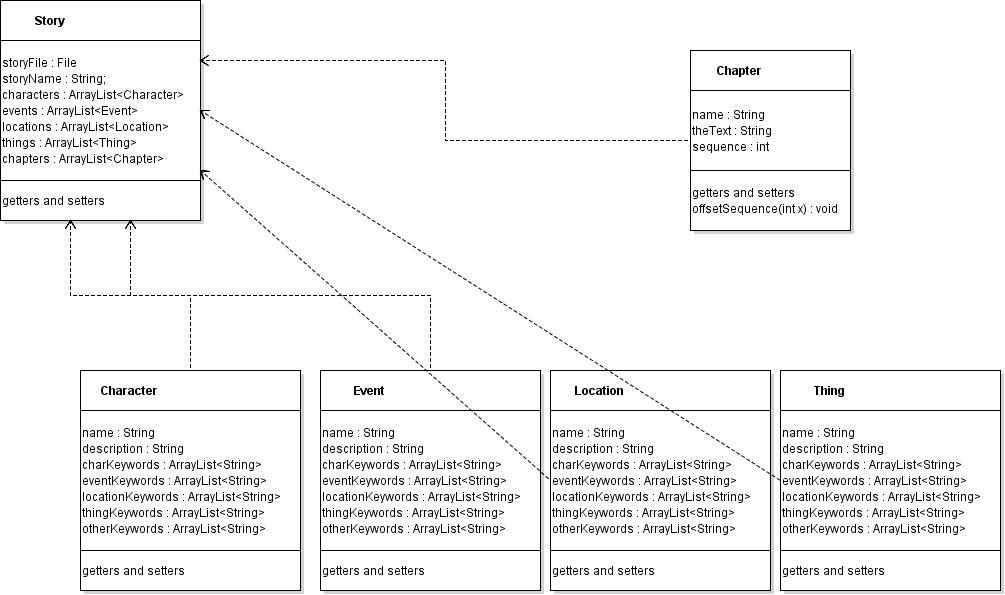 Story
storyFile : File
storyName : String;
characters : ArrayList<Character>
events : ArrayList<Event>
locations : ArrayList<Location>
things : ArrayList<Thing>
chapters : ArrayList<Chapter>
getters and setters
Chapter
name : String
theText : String
sequence : int
getters and setters
offsetSequence(int x) : void
Character
name : String
description : String
charKeywords : ArrayList<String>
eventKeywords : ArrayList<String>
locationKeywords : ArrayList<String>
thingKeywords : ArrayList<String>
otherKeywords : ArrayList<String>
getters and setters
Event
name : String
description : String
charKeywords : ArrayList<String>
eventKeywords : ArrayList<String>
locationKeywords : ArrayList<String>
thingKeywords : ArrayList<String>
otherKeywords : ArrayList<String>
getters and setters
Location
name : String
description : String
charKeywords : ArrayList<String>
eventKeywords : ArrayList<String>
locationKeywords : ArrayList<String>
thingKeywords : ArrayList<String>
otherKeywords : ArrayList<String>
getters and setters
Thing
name : String
description : String
charKeywords : ArrayList<String>
eventKeywords : ArrayList<String>
locationKeywords : ArrayList<String>
thingKeywords : ArrayList<String>
otherKeywords : ArrayList<String>
getters and setters